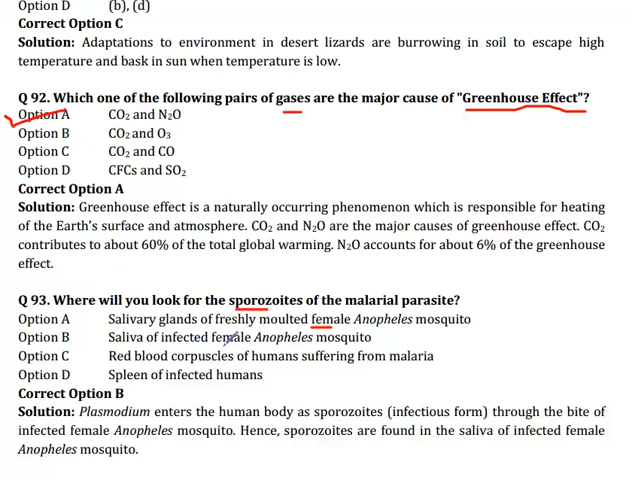 Option D (b), (d)
Correct Option C
Solution: Adaptations to environment in desert lizards are burrowing in soil to escape high
temperature and bask in sun when temperature is low.
Q 92. Which one of the following pairs of gases are the major cause of "Greenhouse Effect"?
Option A CO₂ and N₂O
Option B CO₂ and O₃
Option C CO₂ and CO
Option D CFCs and SO₂
Correct Option A
Solution: Greenhouse effect is a naturally occurring phenomenon which is responsible for heating
of the Earth's surface and atmosphere. CO₂ and N₂O are the major causes of greenhouse effect. CO₂
contributes to about 60% of the total global warming. N₂O accounts for about 6% of the greenhouse
effect.
Q 93. Where will you look for the sporozoites of the malarial parasite?
Option A Salivary glands of freshly moulted female Anopheles mosquito
Option B Saliva of infected female Anopheles mosquito
Option C Red blood corpuscles of humans suffering from malaria
Option D Spleen of infected humans
Correct Option B
Solution: Plasmodium enters the human body as sporozoites (infectious form) through the bite of
infected female Anopheles mosquito. Hence, sporozoites are found in the saliva of infected female
Anopheles mosquito.